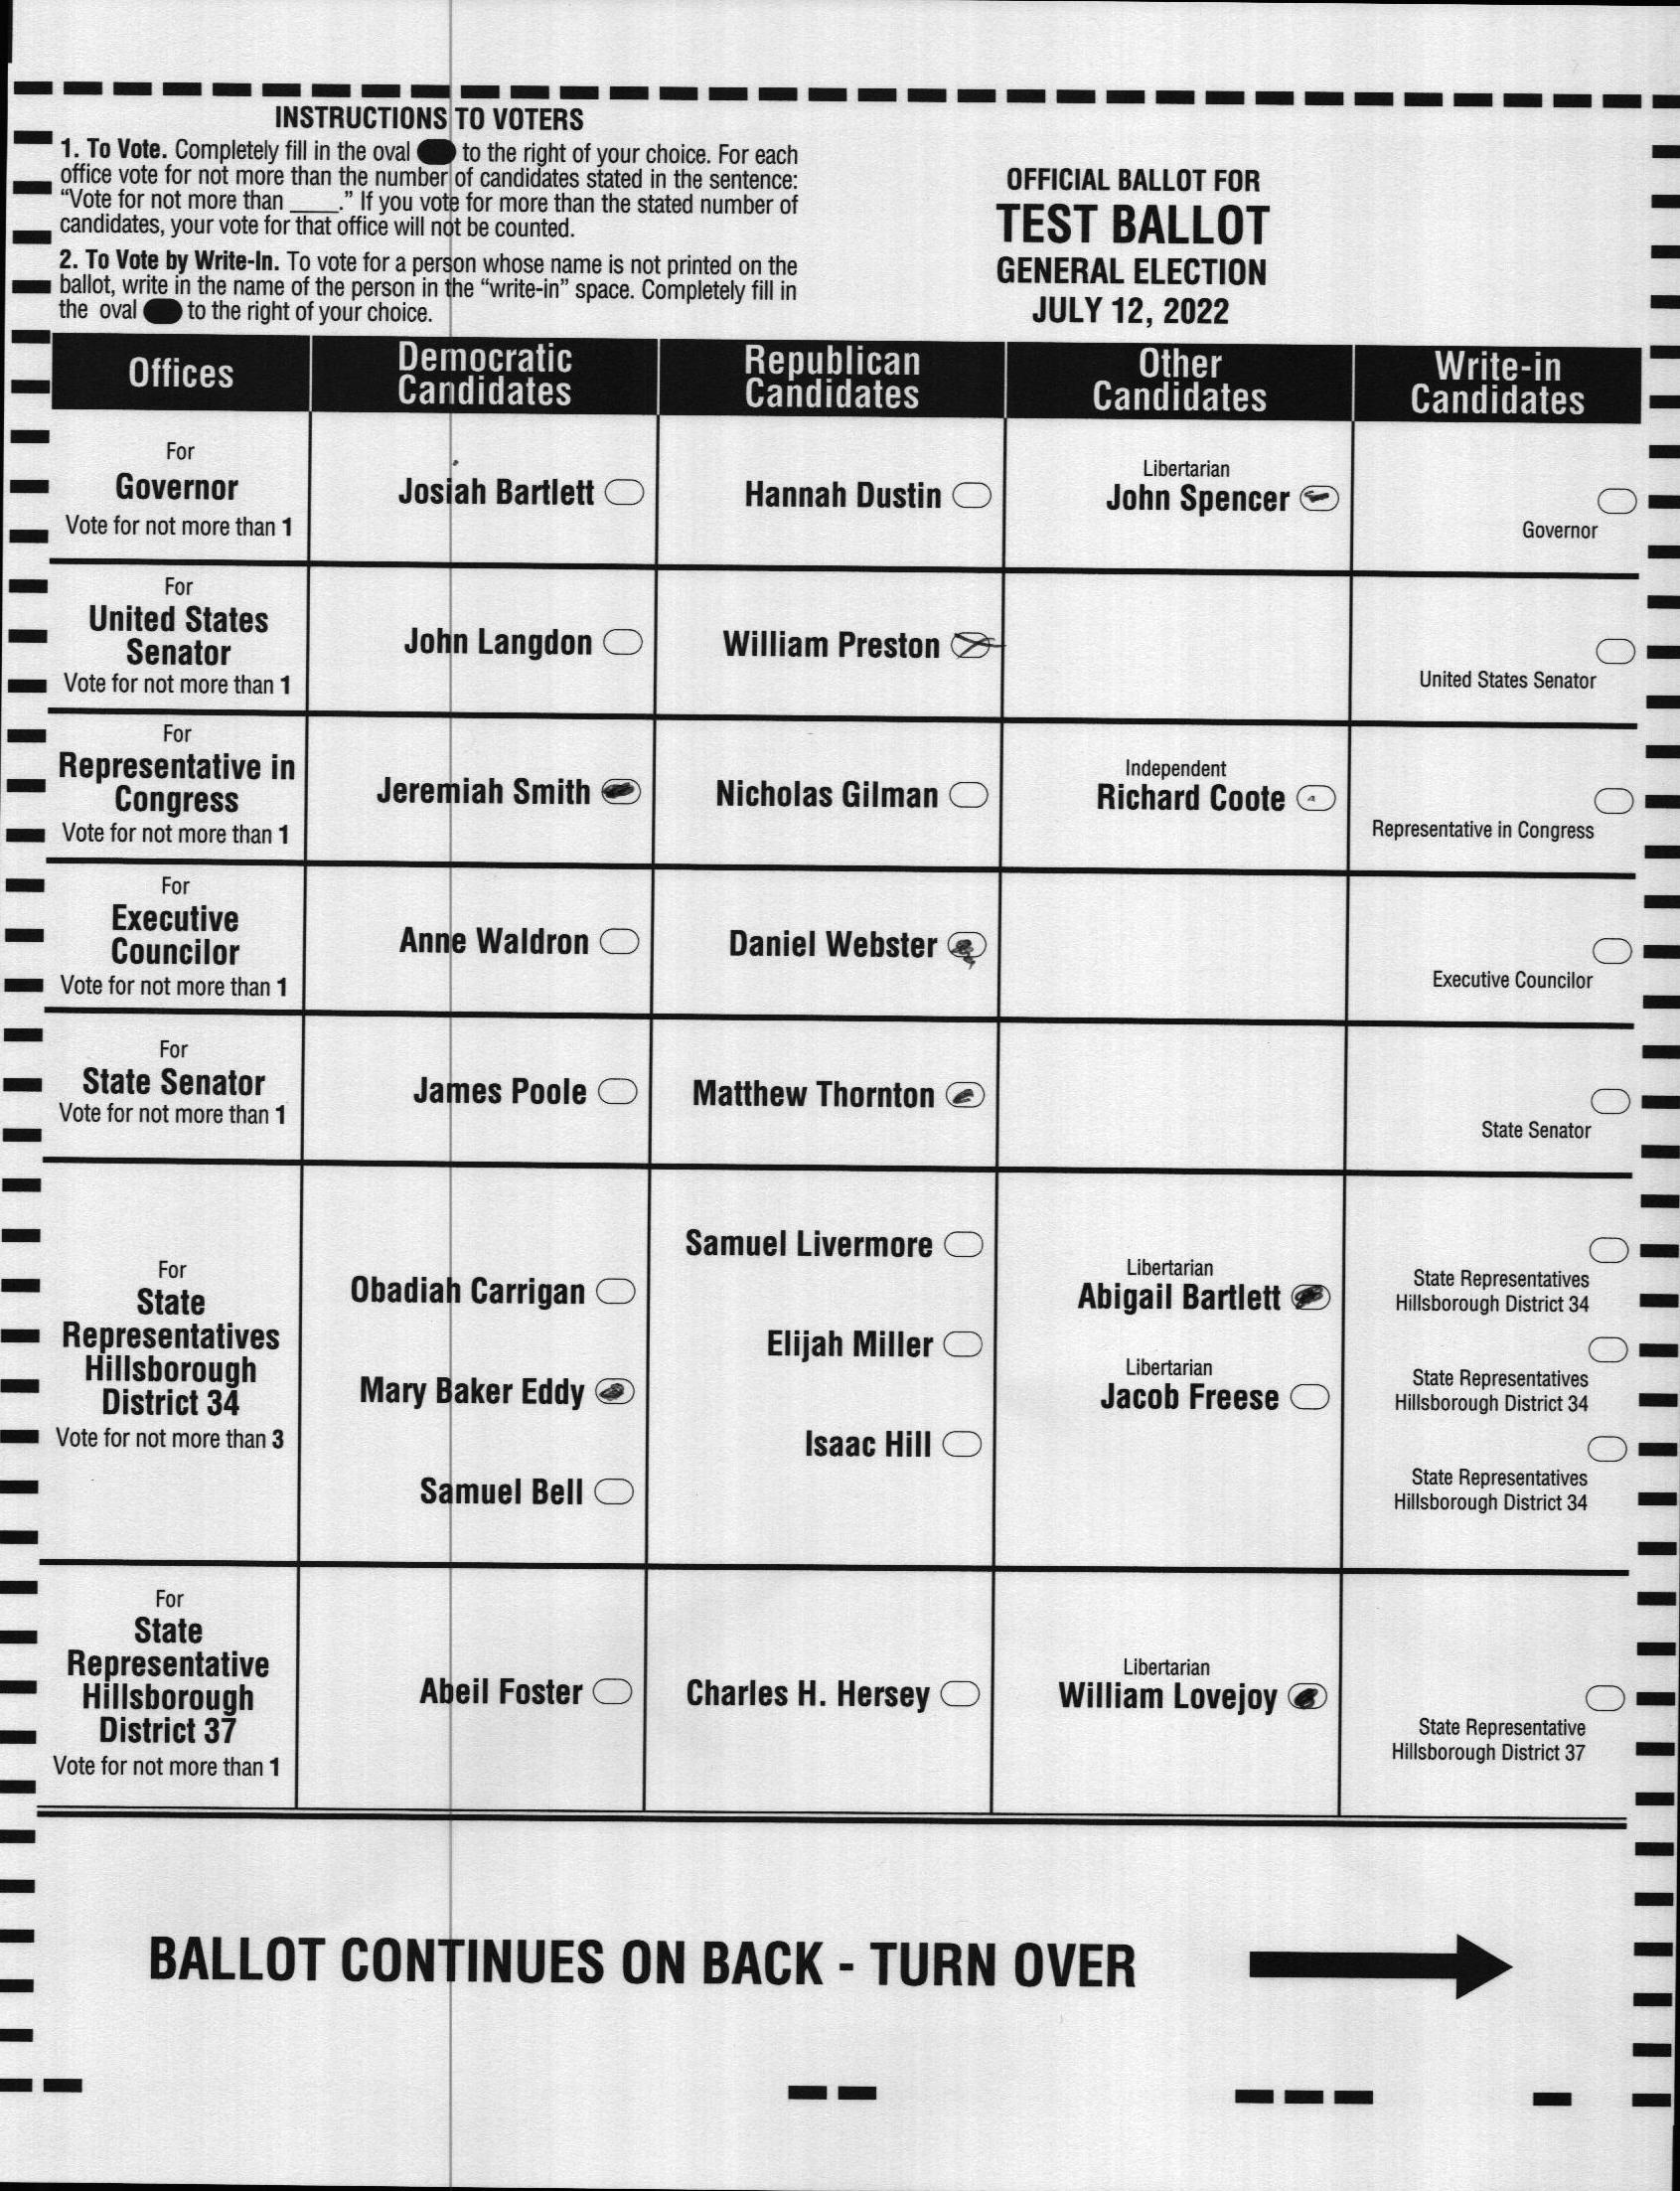 INSTRUCTIONS TO VOTERS
1. To Vote. Completely fill in the oval to the right of your choice. For each
office vote for not more than the number of candidates stated in the sentence:
“Vote for not more than ____.” If you vote for more than the stated number of
candidates, your vote for that office will not be counted.
2. To Vote by Write-In. To vote for a person whose name is not printed on the
ballot, write in the name of the person in the “write-in” space. Completely fill in
the oval to the right of your choice.
OFFICIAL BALLOT FOR
TEST BALLOT
GENERAL ELECTION
JULY 12, 2022
Offices
Democratic
Candidates
Republican
Candidates
Other
Candidates
Write-in
Candidates
For
Governor
Vote for not more than 1
Josiah Bartlett
Hannah Dustin
Libertarian
John Spencer
Governor
For
United States
Senator
Vote for not more than 1
John Langdon
William Preston
United States Senator
For
Representative in
Congress
Vote for not more than 1
Jeremiah Smith
Nicholas Gilman
Independent
Richard Coote
Representative in Congress
For
Executive
Councilor
Vote for not more than 1
Anne Waldron
Daniel Webster
Executive Councilor
For
State Senator
Vote for not more than 1
James Poole
Matthew Thornton
State Senator
For
State
Representatives
Hillsborough
District 34
Vote for not more than 3
Obadiah Carrigan
Mary Baker Eddy
Samuel Bell
Samuel Livermore
Elijah Miller
Isaac Hill
Libertarian
Abigail Bartlett
Libertarian
Jacob Freese
State Representatives
Hillsborough District 34
State Representatives
Hillsborough District 34
State Representatives
Hillsborough District 34
For
State
Representative
Hillsborough
District 37
Vote for not more than 1
Abeil Foster
Charles H. Hersey
Libertarian
William Lovejoy
State Representative
Hillsborough District 37
BALLOT CONTINUES ON BACK - TURN OVER